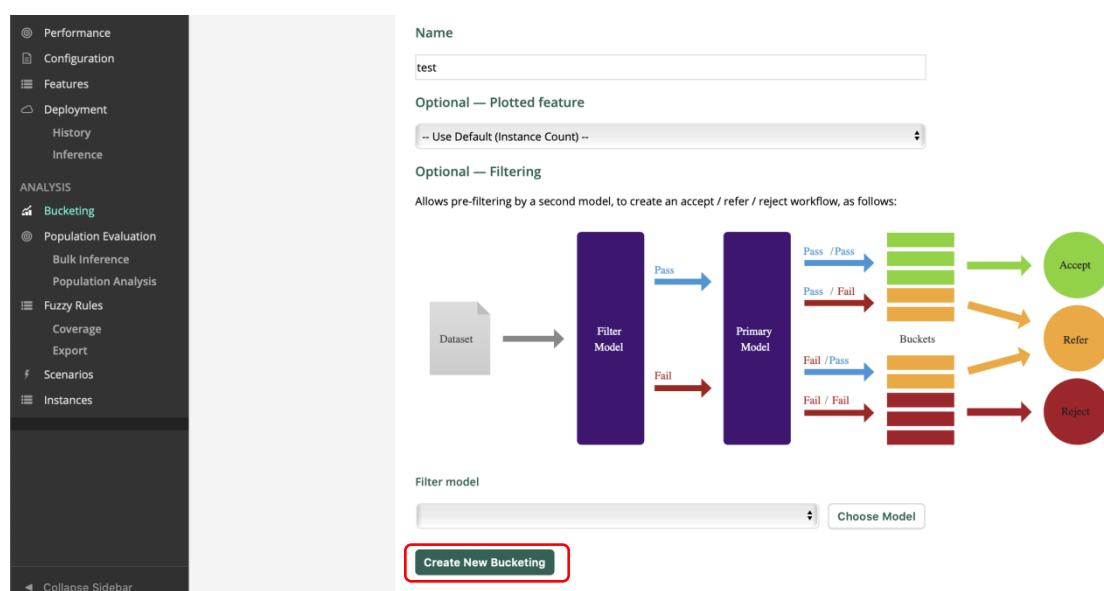 Performance
Configuration
Features
Deployment
History
Inference
ANALYSIS
Bucketing
Population Evaluation
Bulk Inference
Population Analysis
Fuzzy Rules
Coverage
Export
Scenarios
Instances
Collapse Sidebar
Name
test
Optional — Plotted feature
-- Use Default (Instance Count) --
Optional — Filtering
Allows pre-filtering by a second model, to create an accept / refer / reject workflow, as follows:
Dataset
Filter
Model
Pass
Fail
Primary
Model
Pass / Pass
Pass / Fail
Fail / Pass
Fail / Fail
Buckets
Accept
Refer
Reject
Filter model
Choose Model
Create New Bucketing